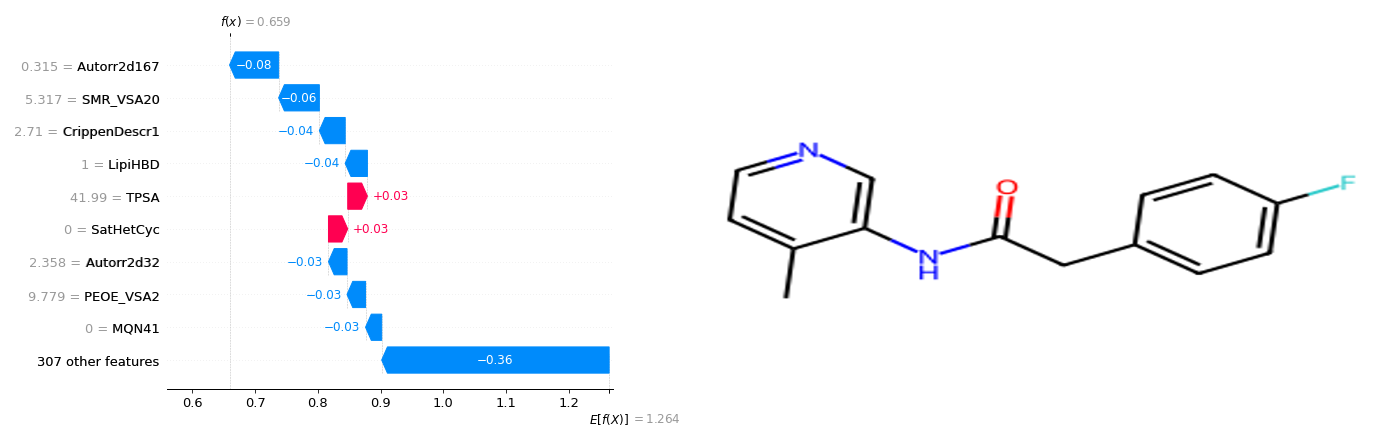 f(x) = 0.659
0.315 = Autorr2d167
−0.08
5.317 = SMR_VSA20
−0.06
2.71 = CrippenDescr1
−0.04
1 = LipiHBD
−0.04
41.99 = TPSA
+0.03
0 = SatHetCyc
+0.03
2.358 = Autorr2d32
−0.03
9.779 = PEOE_VSA2
−0.03
0 = MQN41
−0.03
307 other features
−0.36
0.6 0.7 0.8 0.9 1.0 1.1 1.2
E[f(X)] = 1.264
N
O
F
N
H